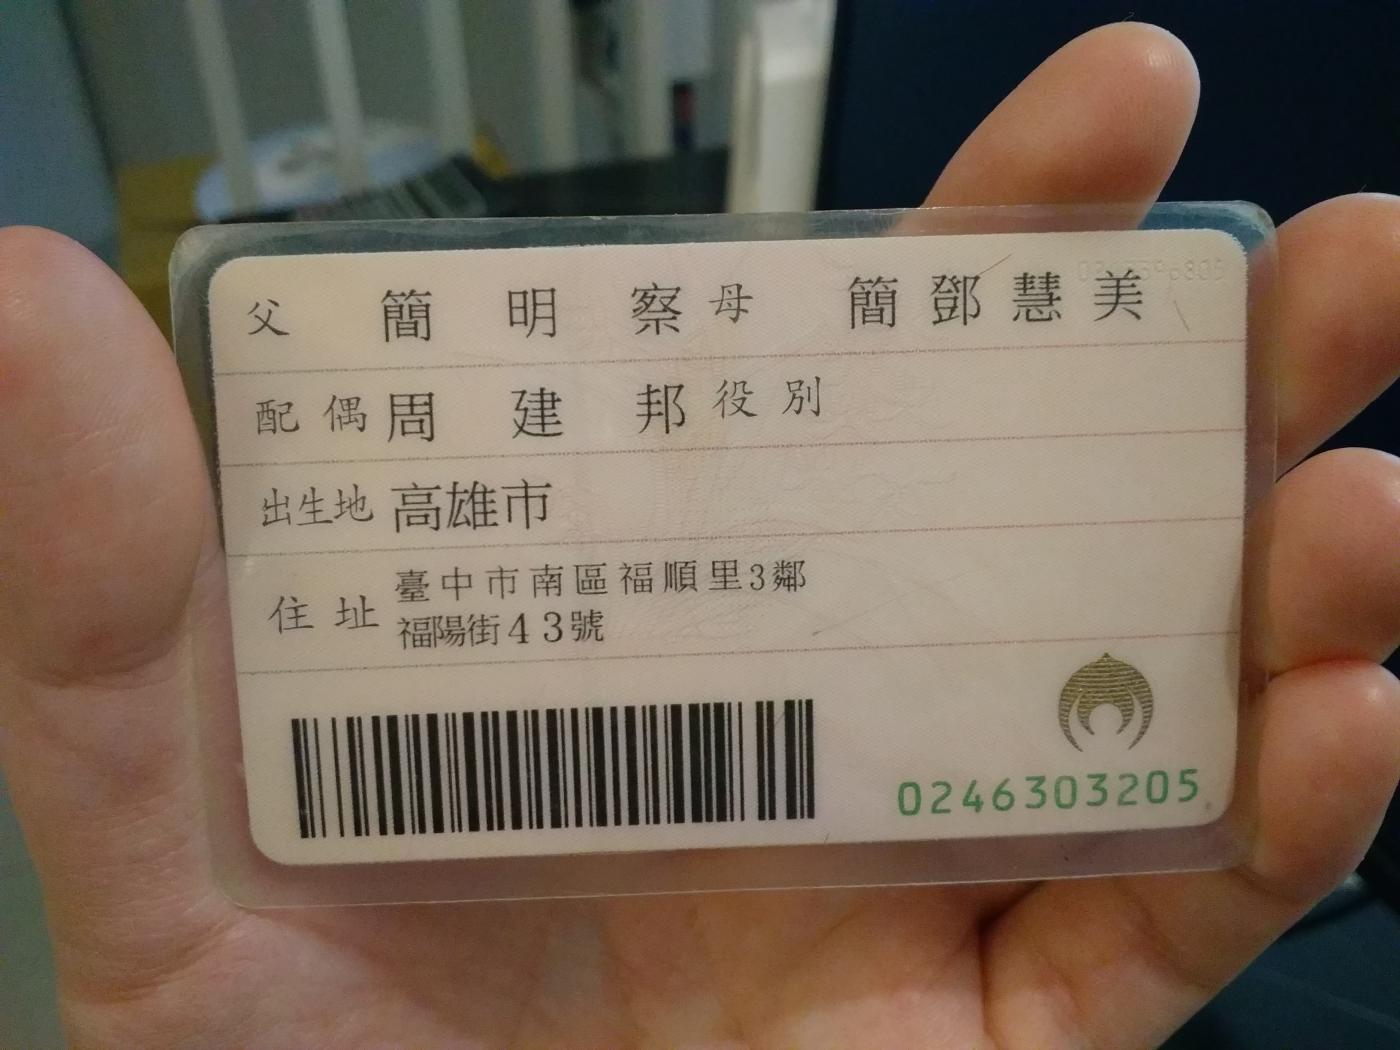 父 簡明察 母 簡鄧慧美
配偶 周建邦 役別
出生地 高雄市
住址 臺中市南區福順里3鄰
福陽街43號
0246303205